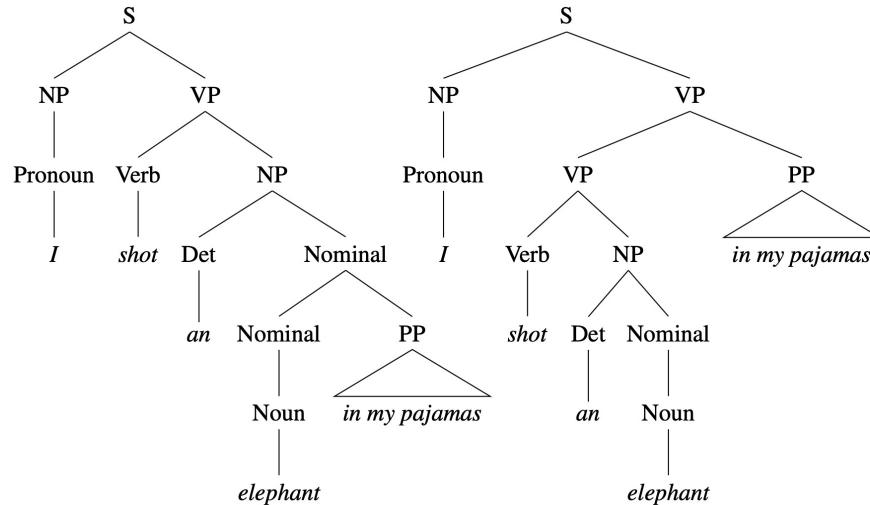 S S
NP VP NP VP
Pronoun Verb NP Pronoun VP PP
I shot Det Nominal I Verb NP in my pajamas
an Nominal PP shot Det Nominal
Noun in my pajamas an Noun
elephant elephant